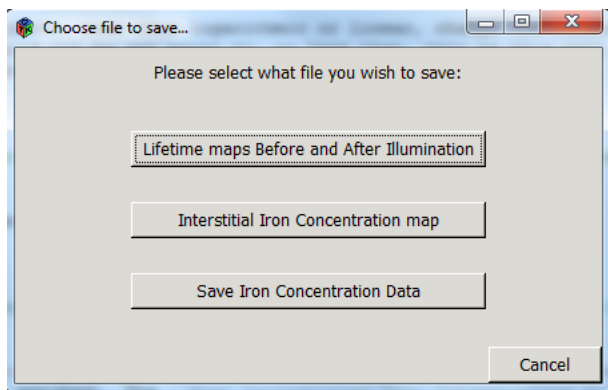 Choose file to save...
Please select what file you wish to save:
Lifetime maps Before and After Illumination
Interstitial Iron Concentration map
Save Iron Concentration Data
Cancel